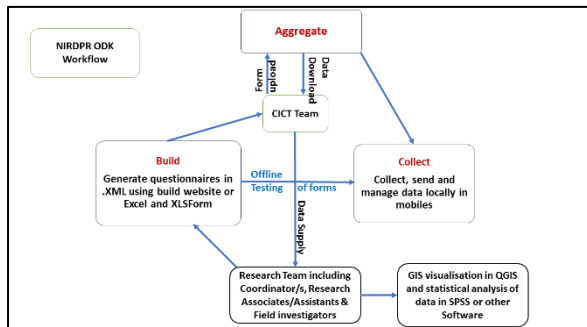 Aggregate
NIRDPR ODK
Workflow
Form
upload
Data
Download
CICT Team
Build
Generate questionnaires in
.XML using build website or
Excel and XLSForm
Offline
Testing
of forms
Collect
Collect, send and
manage data locally in
mobiles
Data Supply
Research Team including
Coordinator/s, Research
Associates/Assistants &
Field investigators
GIS visualisation in QGIS
and statistical analysis of
data in SPSS or other
Software